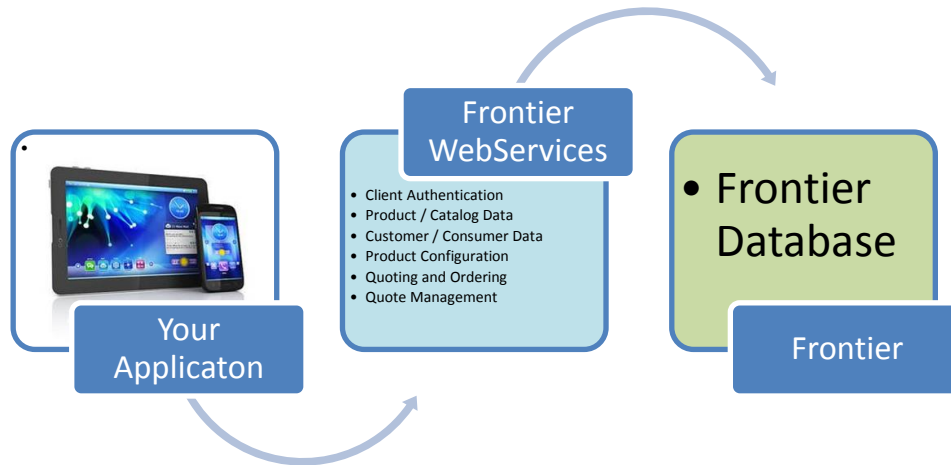 •
Your
Applicaton
Frontier
WebServices
• Client Authentication
• Product / Catalog Data
• Customer / Consumer Data
• Product Configuration
• Quoting and Ordering
• Quote Management
• Frontier
Database
Frontier